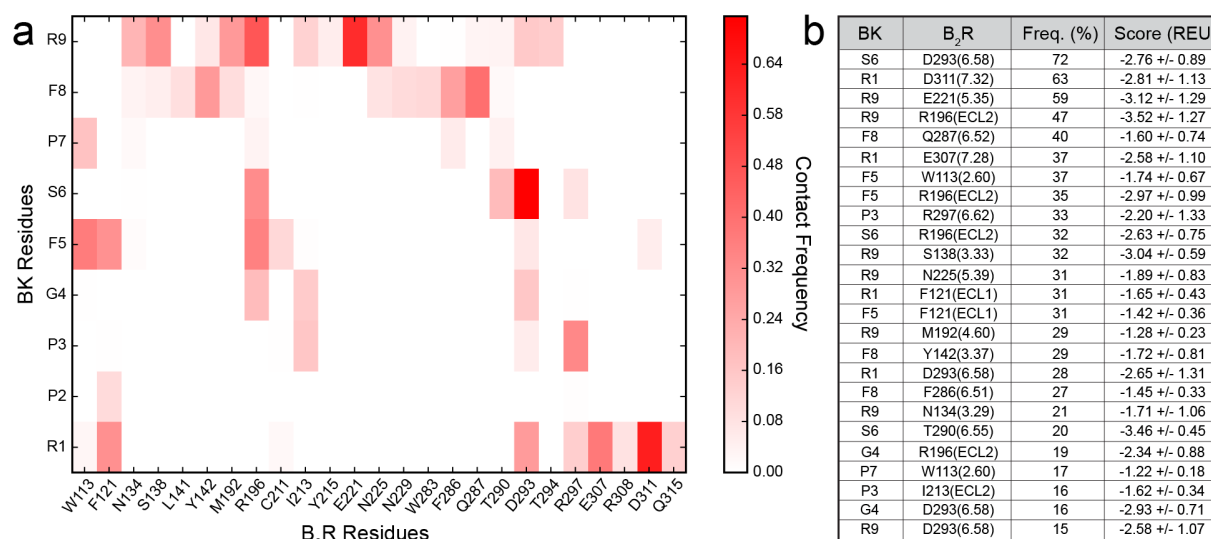 a
R9
F8
P7
S6
F5
G4
P3
P2
R1
BK Residues
W113 F121 N134 S138 L141 Y142 M192 R196 C211 I213 Y215 E221 N225 N229 W283 F286 Q287 T290 D293 T294 R297 E307 R308 D311 Q315
B2R Residues
0.64
0.56
0.48
0.40
0.32
0.24
0.16
0.08
0.00
Contact Frequency
b
BK B2R Freq. (%) Score (REU
S6 D293(6.58) 72 -2.76 +/- 0.89
R1 D311(7.32) 63 -2.81 +/- 1.13
R9 E221(5.35) 59 -3.12 +/- 1.29
R9 R196(ECL2) 47 -3.52 +/- 1.27
F8 Q287(6.52) 40 -1.60 +/- 0.74
R1 E307(7.28) 37 -2.58 +/- 1.10
F5 W113(2.60) 37 -1.74 +/- 0.67
F5 R196(ECL2) 35 -2.97 +/- 0.99
P3 R297(6.62) 33 -2.20 +/- 1.33
S6 R196(ECL2) 32 -2.63 +/- 0.75
R9 S138(3.33) 32 -3.04 +/- 0.59
R9 N225(5.39) 31 -1.89 +/- 0.83
R1 F121(ECL1) 31 -1.65 +/- 0.43
F5 F121(ECL1) 31 -1.42 +/- 0.36
R9 M192(4.60) 29 -1.28 +/- 0.23
F8 Y142(3.37) 29 -1.72 +/- 0.81
R1 D293(6.58) 28 -2.65 +/- 1.31
F8 F286(6.51) 27 -1.45 +/- 0.33
R9 N134(3.29) 21 -1.71 +/- 1.06
S6 T290(6.55) 20 -3.46 +/- 0.45
G4 R196(ECL2) 19 -2.34 +/- 0.88
P7 W113(2.60) 17 -1.22 +/- 0.18
P3 I213(ECL2) 16 -1.62 +/- 0.34
G4 D293(6.58) 16 -2.93 +/- 0.71
R9 D293(6.58) 15 -2.58 +/- 1.07